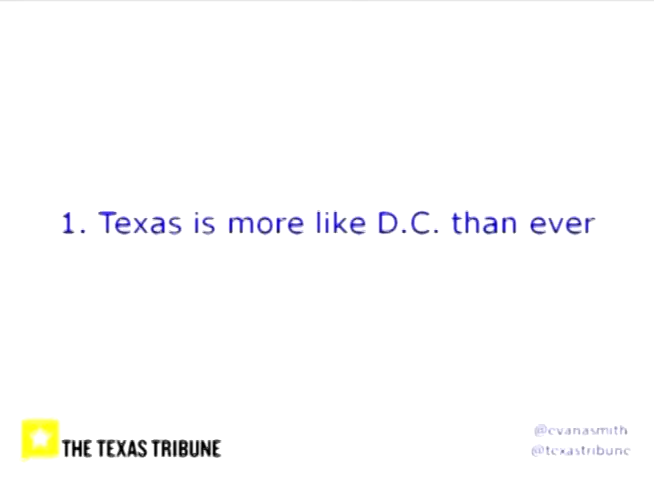 1. Texas is more like D.C. than ever
THE TEXAS TRIBUNE
@evanasmith
@texastribune